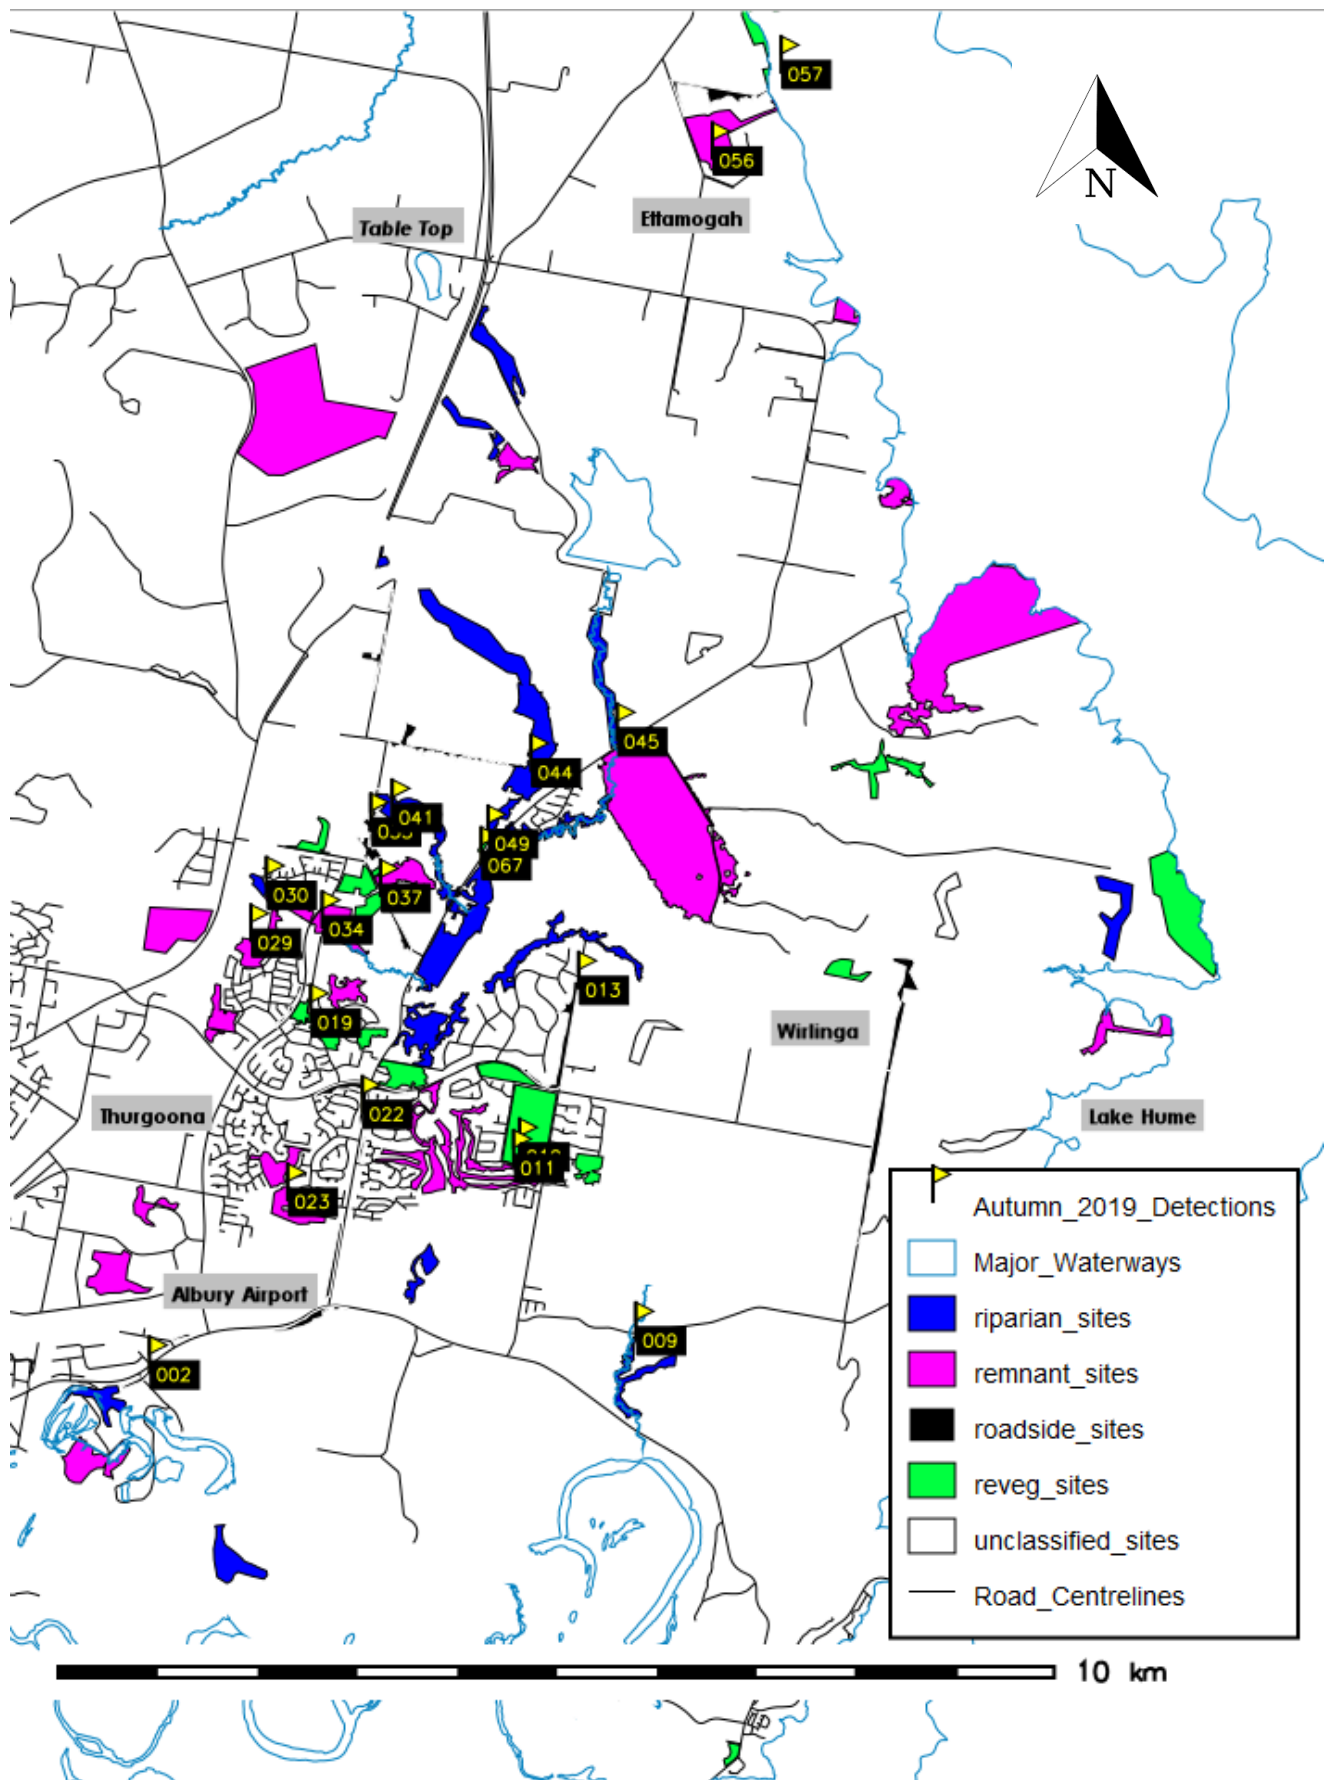 057
056
N
Table Top
Ettamogah
045
044
041
049
067
030
037
034
029
013
019
Wirlinga
022
Thurgoona
Lake Hume
011
023
Autumn_2019_Detections
Major_Waterways
Albury Airport
riparian_sites
009
002
remnant_sites
roadside_sites
reveg_sites
unclassified_sites
Road_Centrelines
10 km